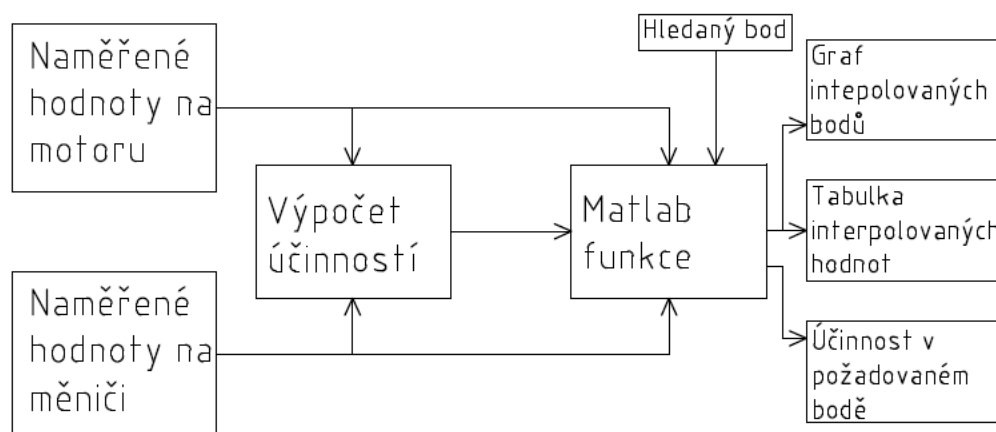 Naměřené
hodnoty na
motoru
Hledaný bod
Graf
intepolovaných
bodů
Výpočet
účinností
Matlab
funkce
Tabulka
interpolovaných
hodnot
Naměřené
hodnoty na
měniči
Účinnost v
požadovaném
bodě